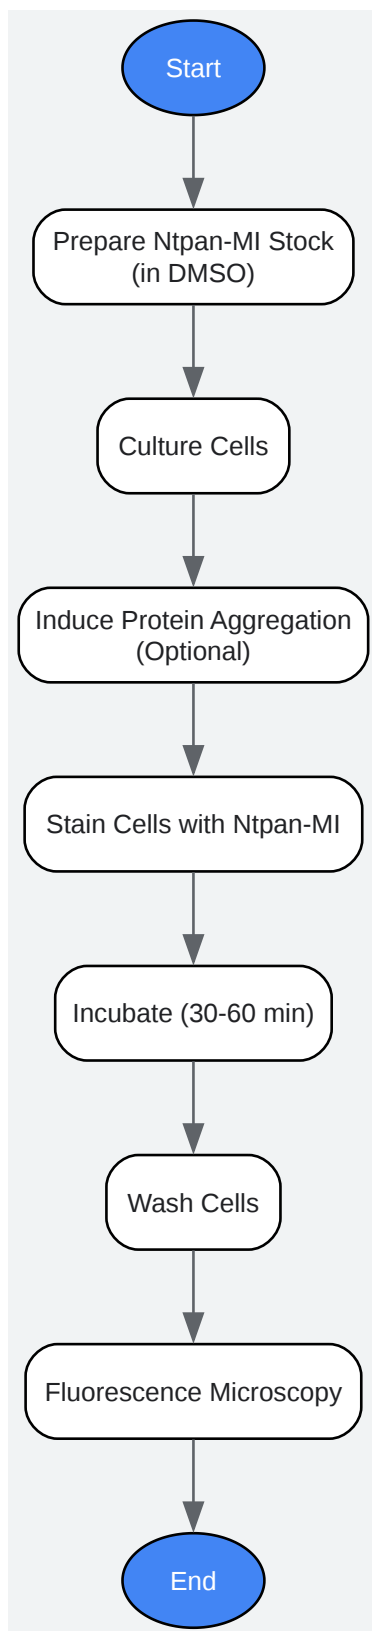 Start
Prepare Ntpan-MI Stock
(in DMSO)
Culture Cells
Induce Protein Aggregation
(Optional)
Stain Cells with Ntpan-MI
Incubate (30-60 min)
Wash Cells
Fluorescence Microscopy
End